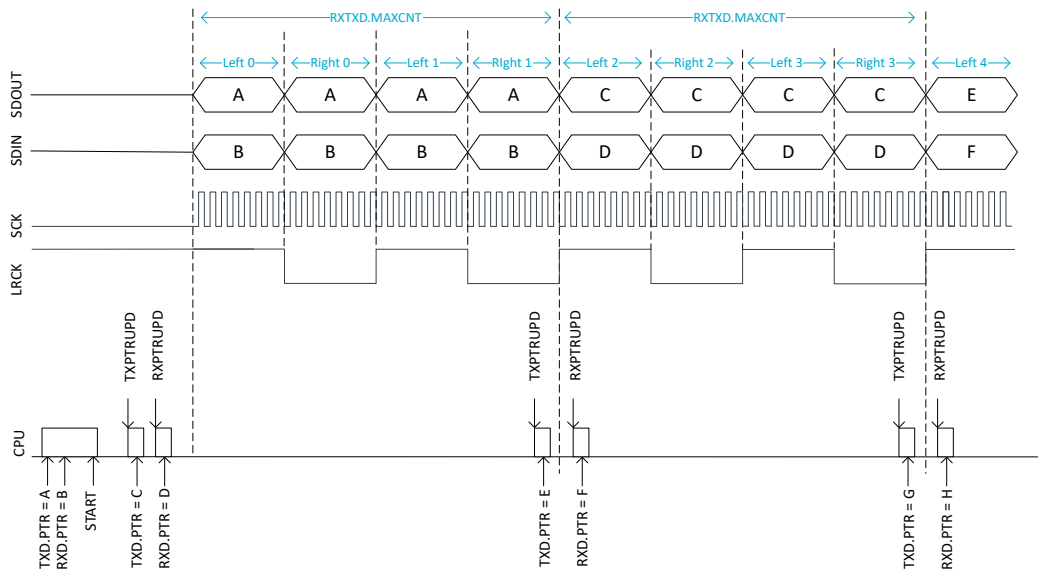 RXTXD.MAXCNT RXTXD.MAXCNT
Left 0 Right 0 Left 1 RIght 1 Left 2 Right 2 Left 3 Right 3 Left 4
SDOUT A A A A C C C C E
SDIN B B B B D D D D F
SCK
LRCK
TXPTRUPD RXPTRUPD TXPTRUPD RXPTRUPD TXPTRUPD RXPTRUPD
CPU
TXD.PTR = A RXD.PTR = B START TXD.PTR = C RXD.PTR = D TXD.PTR = E RXD.PTR = F TXD.PTR = G RXD.PTR = H